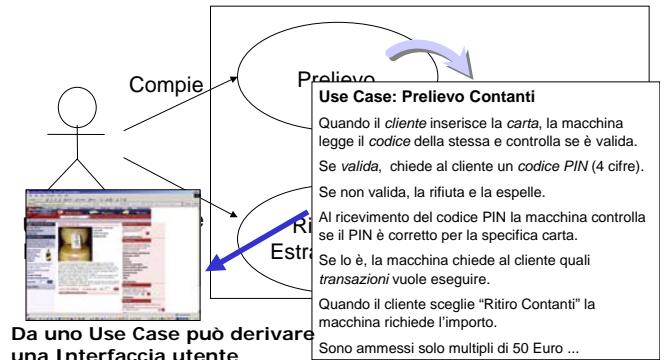 Compie
Prelievo
Use Case: Prelievo Contanti
Quando il cliente inserisce la carta, la macchina
legge il codice della stessa e controlla se è valida.
Se valida, chiede al cliente un codice PIN (4 cifre).
Se non valida, la rifiuta e la espelle.
Al ricevimento del codice PIN la macchina controlla
se il PIN è corretto per la specifica carta.
Se lo è, la macchina chiede al cliente quali
transazioni vuole eseguire.
Quando il cliente sceglie “Ritiro Contanti” la
macchina richiede l’importo.
Sono ammessi solo multipli di 50 Euro ...
Ri
Estra
Da uno Use Case può derivare
una Interfaccia utente